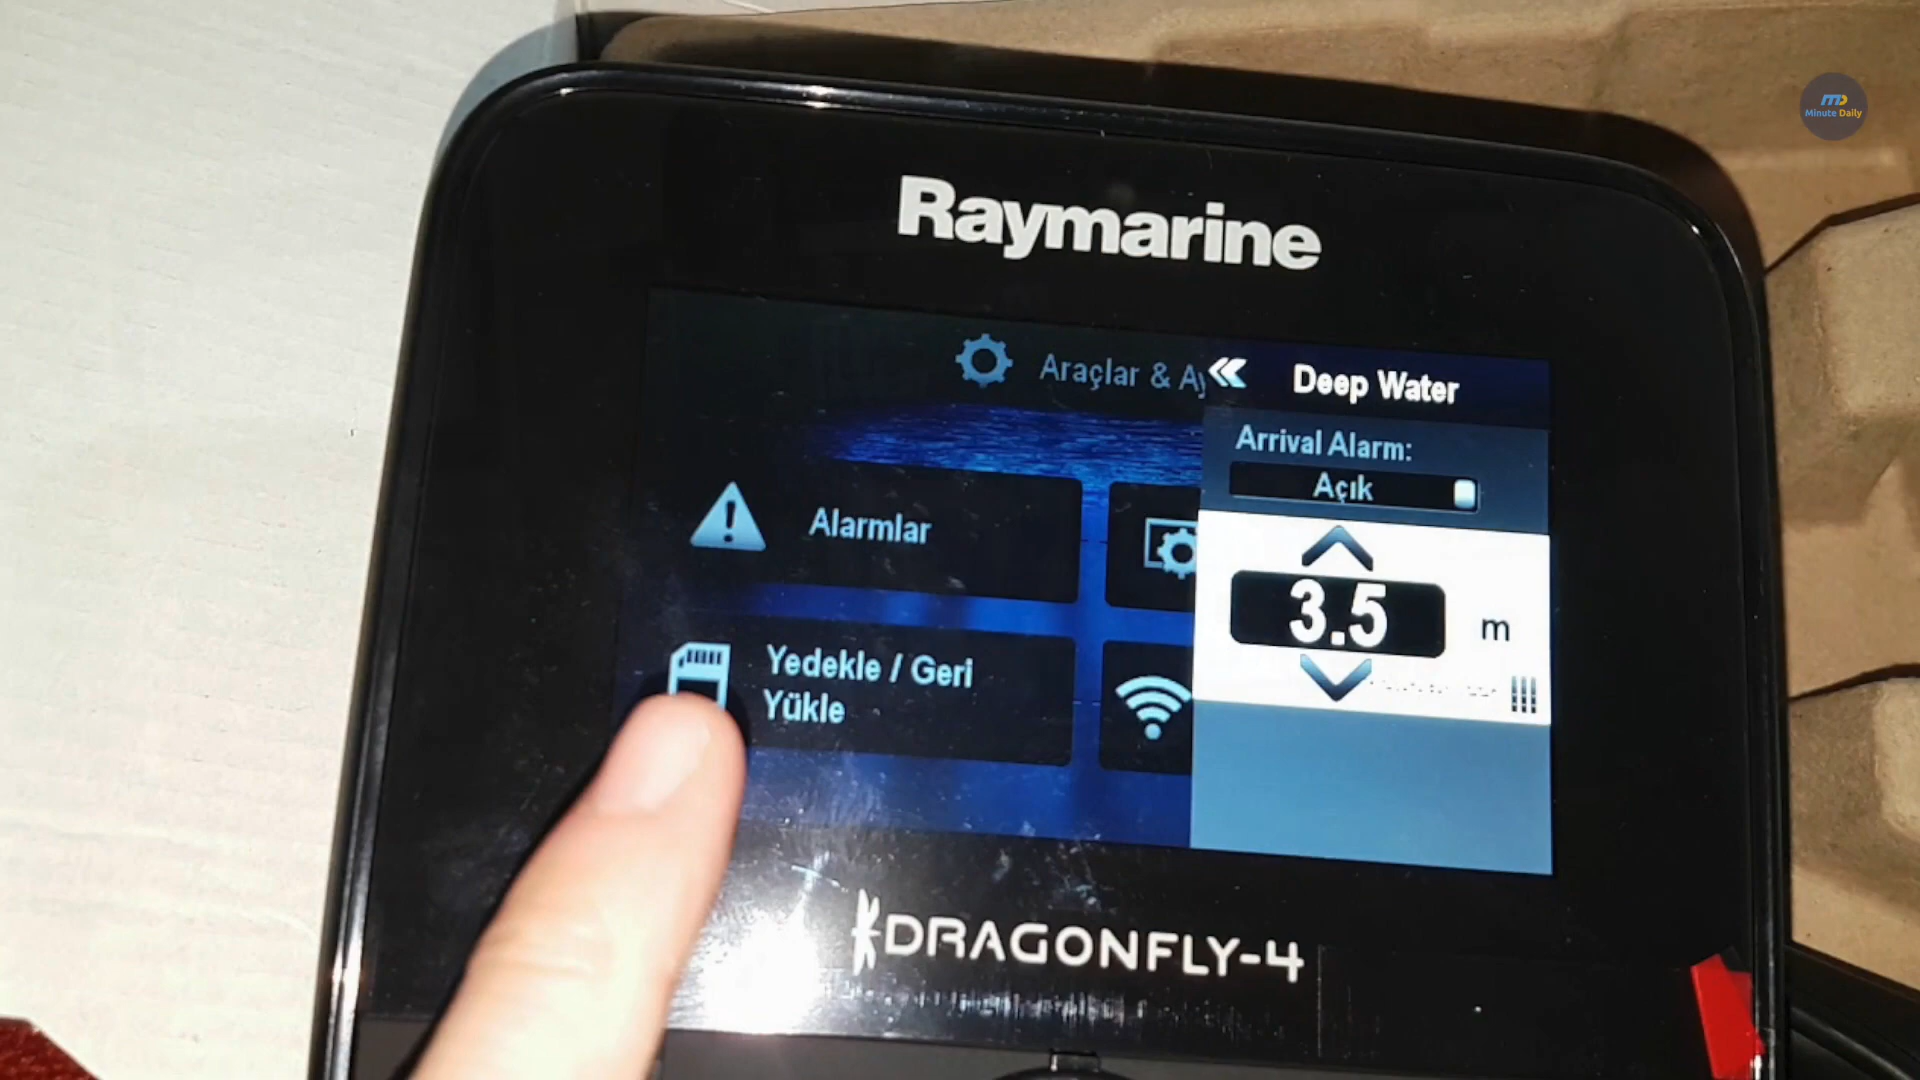 Minute Daily
Raymarine
Araçlar & Ay
Deep Water
Arrival Alarm:
Açık
Alarmlar
3.5 m
Yedekle / Geri
Yükle
DRAGONFLY-4